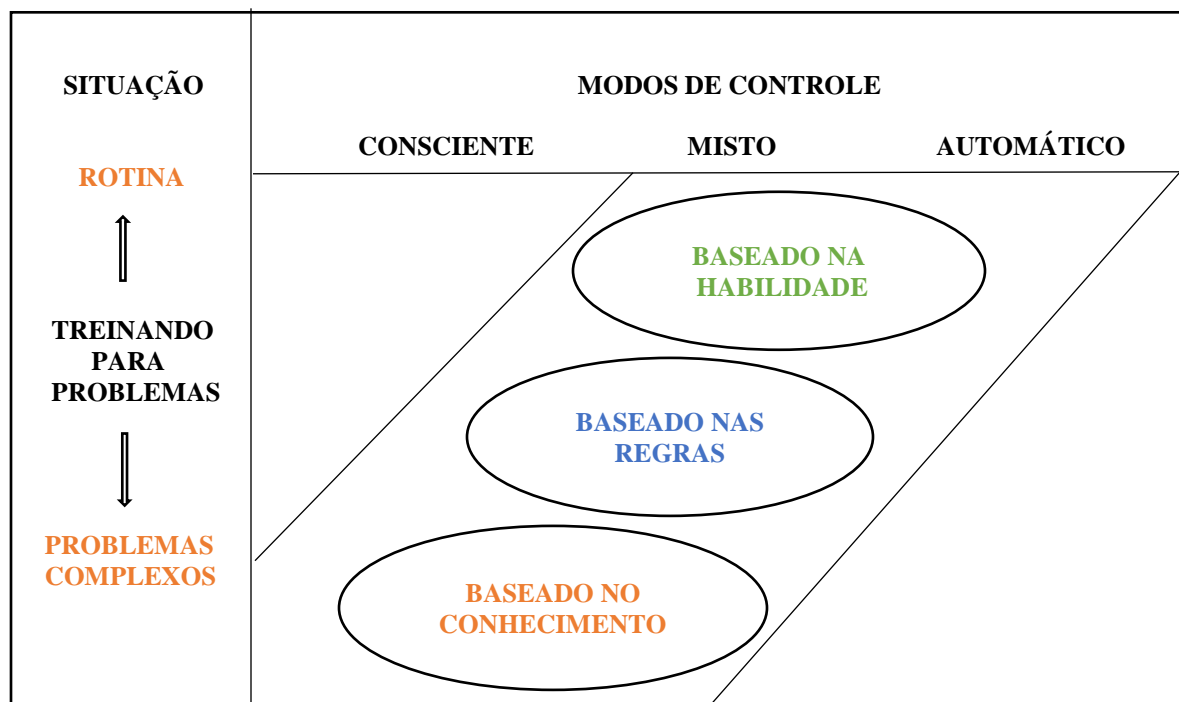 SITUAÇÃO
MODOS DE CONTROLE
CONSCIENTE
MISTO
AUTOMÁTICO
ROTINA
TREINANDO
PARA
PROBLEMAS
PROBLEMAS
COMPLEXOS
BASEADO NA
HABILIDADE
BASEADO NAS
REGRAS
BASEADO NO
CONHECIMENTO